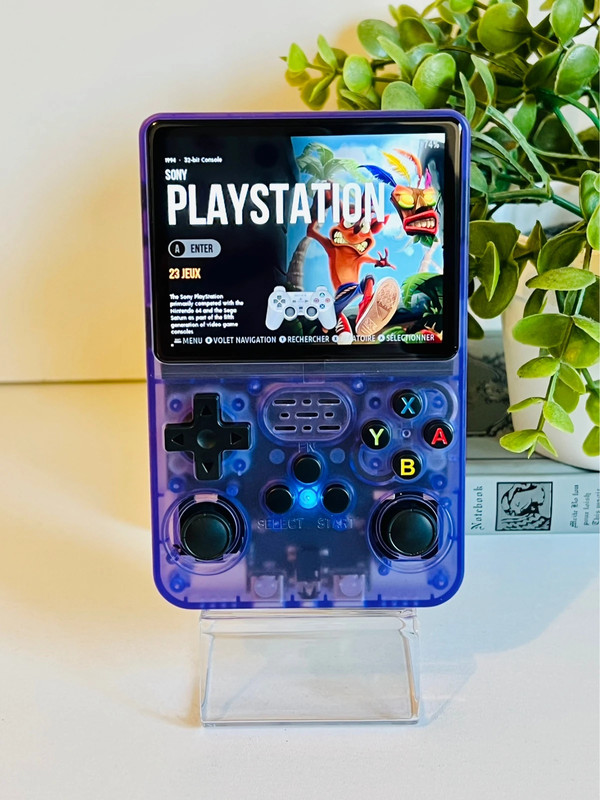 74%
1994 · 32-bit Console
SONY
PLAYSTATION
A ENTER
23 JEUX
The Sony PlayStation
primarily competed with the
Nintendo 64 and the Sega
Saturn as part of the fifth
generation of video game
consoles
MENU VOLET NAVIGATION RECHERCHER SÉLECTIONNER
X
Y
A
B
FN
SELECT START
Notebook